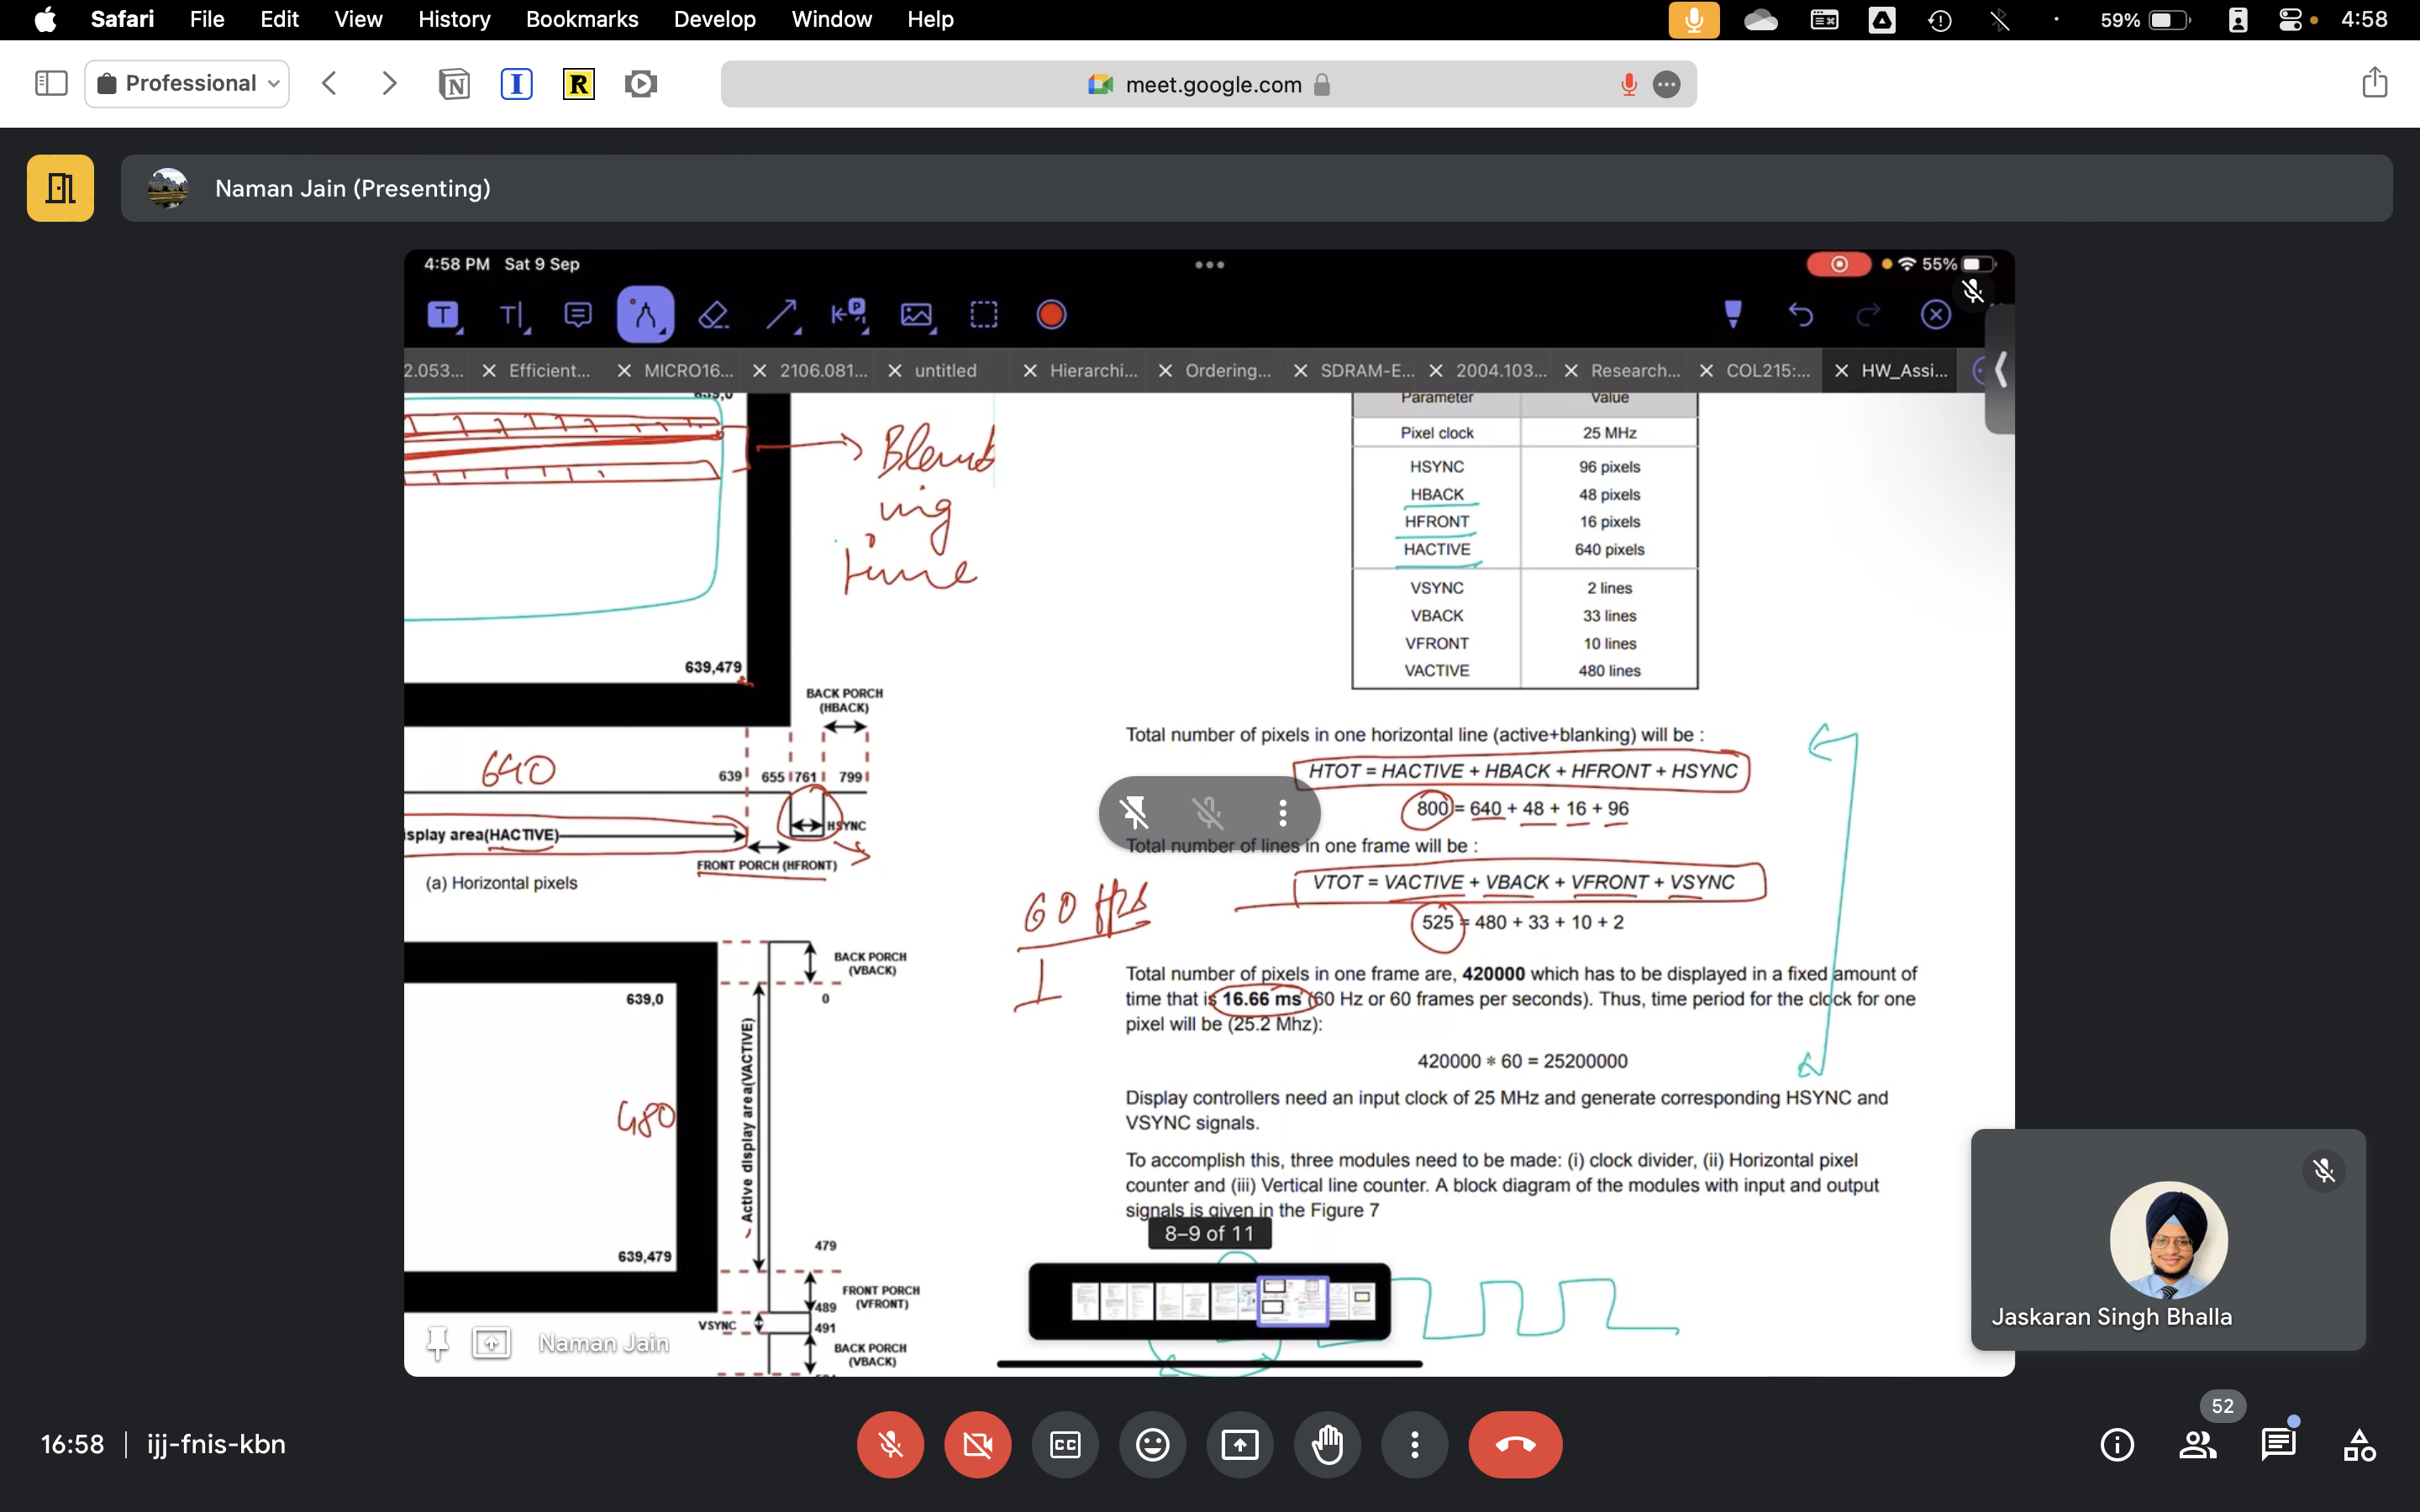 Safari File Edit View History Bookmarks Develop Window Help 59% 4:58
Professional meet.google.com
Naman Jain (Presenting)
4:58 PM Sat 9 Sep 55%
2.053... Efficient... MICRO16... 2106.081... untitled Hierarchi... Ordering... SDRAM-E... 2004.103... Research... COL215:... HW_Assi...
639,0
Blend
ing
time
639,479
BACK PORCH
(HBACK)
640
639 655 761 799
HSYNC
isplay area(HACTIVE)
FRONT PORCH (HFRONT)
(a) Horizontal pixels
BACK PORCH
(VBACK)
639,0
0
480
Active display area(VACTIVE)
639,479
479
FRONT PORCH
(VFRONT)
489
VSYNC
491
BACK PORCH
(VBACK)
Naman Jain
Parameter Value
Pixel clock 25 MHz
HSYNC 96 pixels
HBACK 48 pixels
HFRONT 16 pixels
HACTIVE 640 pixels
VSYNC 2 lines
VBACK 33 lines
VFRONT 10 lines
VACTIVE 480 lines
Total number of pixels in one horizontal line (active+blanking) will be :
HTOT = HACTIVE + HBACK + HFRONT + HSYNC
800 = 640 + 48 + 16 + 96
Total number of lines in one frame will be :
VTOT = VACTIVE + VBACK + VFRONT + VSYNC
525 = 480 + 33 + 10 + 2
60
1
Total number of pixels in one frame are, 420000 which has to be displayed in a fixed amount of
time that is 16.66 ms (60 Hz or 60 frames per seconds). Thus, time period for the clock for one
pixel will be (25.2 Mhz):
420000 * 60 = 25200000
Display controllers need an input clock of 25 MHz and generate corresponding HSYNC and
VSYNC signals.
To accomplish this, three modules need to be made: (i) clock divider, (ii) Horizontal pixel
counter and (iii) Vertical line counter. A block diagram of the modules with input and output
signals is given in the Figure 7
8–9 of 11
Jaskaran Singh Bhalla
16:58 | ijj-fnis-kbn
52